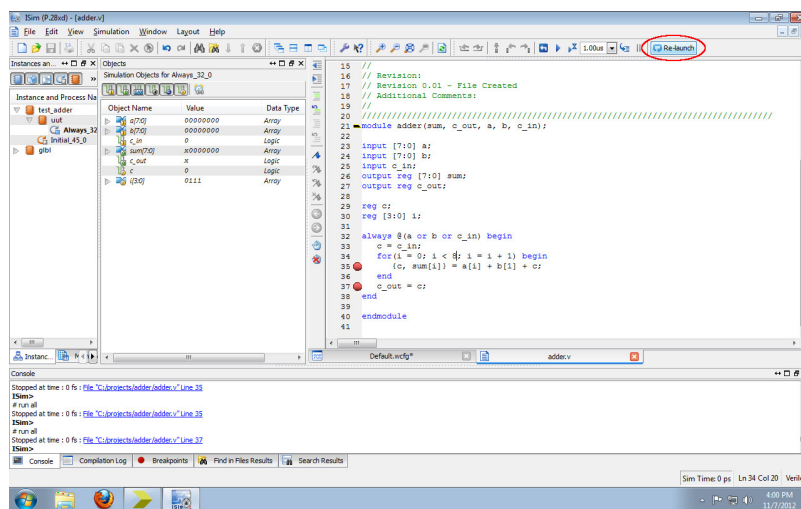 ISim (P.28xd) - [adder.v]
File Edit View Simulation Window Layout Help
1.00us
Re-launch
Instances an...
Objects
Simulation Objects for Always_32_0
Instance and Process Na
test_adder
uut
Always_32
Initial_45_0
glbl
Object Name Value Data Type
a[7:0] 00000000 Array
b[7:0] 00000000 Array
c_in 0 Logic
sum[7:0] x0000000 Array
c_out x Logic
c 0 Logic
i[3:0] 0111 Array
15 //
16 // Revision:
17 // Revision 0.01 - File Created
18 // Additional Comments:
19 //
20 ////////////////////////////////////////////////////////////////////////////////
21 module adder(sum, c_out, a, b, c_in);
22
23 input [7:0] a;
24 input [7:0] b;
25 input c_in;
26 output reg [7:0] sum;
27 output reg c_out;
28
29 reg c;
30 reg [3:0] i;
31
32 always @(a or b or c_in) begin
33 c = c_in;
34 for(i = 0; i < 8; i = i + 1) begin
35 {c, sum[i]} = a[i] + b[i] + c;
36 end
37 c_out = c;
38 end
39
40 endmodule
41
Instanc...
Default.wcfg*
adder.v
Console
Stopped at time : 0 fs : File "C:/projects/adder/adder.v" Line 35
ISim>
# run all
Stopped at time : 0 fs : File "C:/projects/adder/adder.v" Line 35
ISim>
# run all
Stopped at time : 0 fs : File "C:/projects/adder/adder.v" Line 37
ISim>
Console Compilation Log Breakpoints Find in Files Results Search Results
Sim Time: 0 ps Ln 34 Col 20 Veril
ISim
4:00 PM
11/7/2012